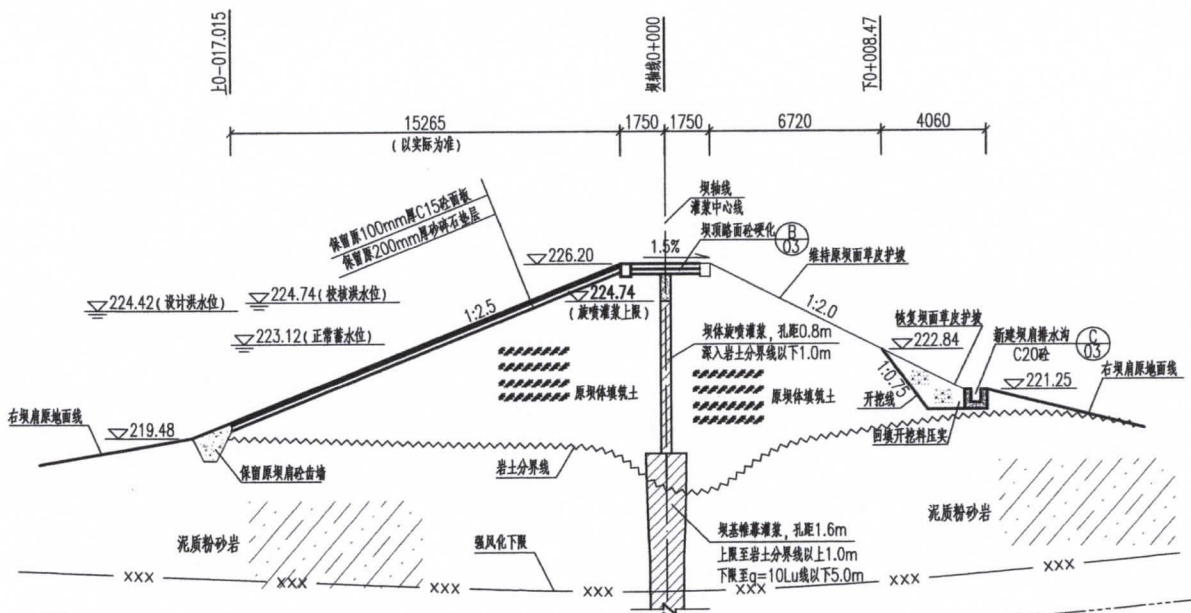 上0-017.015
坝轴线0+000
下0+008.47
15265
(以实际为准)
1750
1750
6720
4060
坝轴线
灌浆中心线
保留原100mm厚C15砼面板
保留原200mm厚砂碎石垫层
坝顶路面砼硬化
B
03
226.20
1.5%
维持原坝面草皮护坡
224.42(设计洪水位)
224.74(校核洪水位)
223.12(正常蓄水位)
1:2.5
224.74
(旋喷灌浆上限)
1:2.0
坝体旋喷灌浆，孔距0.8m
深入岩土分界线以下1.0m
恢复坝面草皮护坡
222.84
新建坝肩排水沟
C20砼
C
03
1:0.75
开挖线
221.25
右坝肩原地面线
原坝体填筑土
原坝体填筑土
回填开挖料压实
右坝肩原地面线
219.48
保留原坝肩砼齿墙
岩土分界线
泥质粉砂岩
强风化下限
坝基帷幕灌浆，孔距1.6m
上限至岩土分界线以上1.0m
下限至q=10Lu线以下5.0m
泥质粉砂岩
XXX
XXX
XXX
XXX
XXX
XXX
XXX